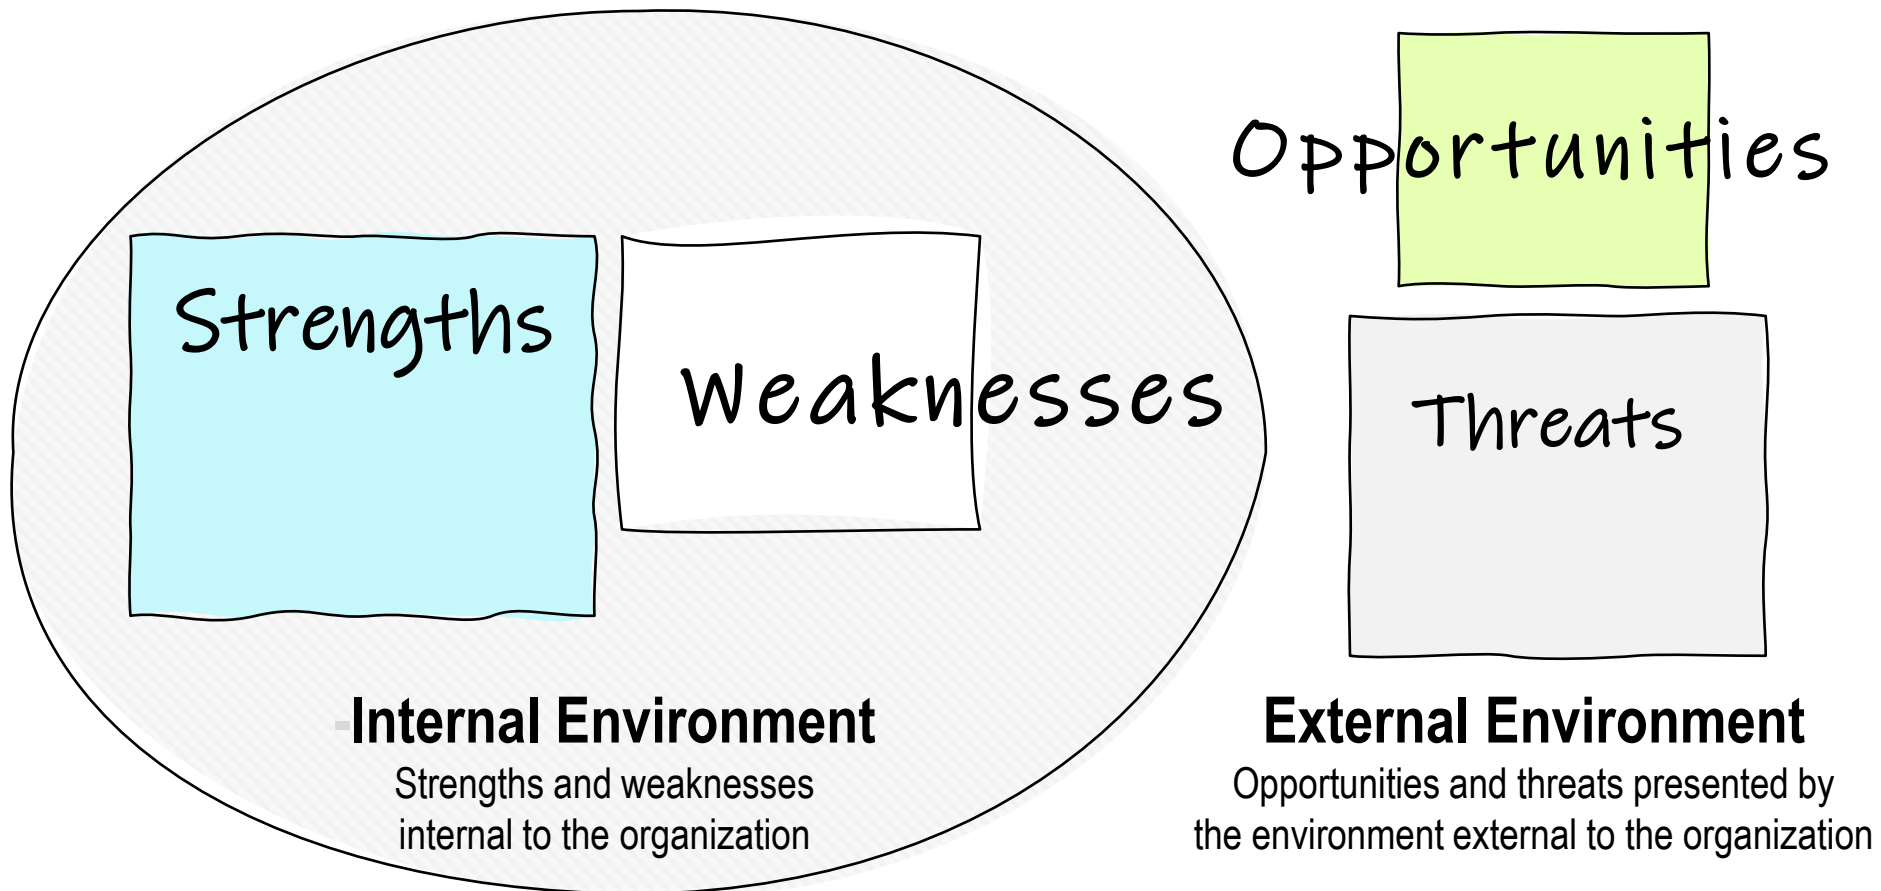 Opportunities
Strengths
Weaknesses
Threats
-Internal Environment
Strengths and weaknesses
internal to the organization
External Environment
Opportunities and threats presented by
the environment external to the organization